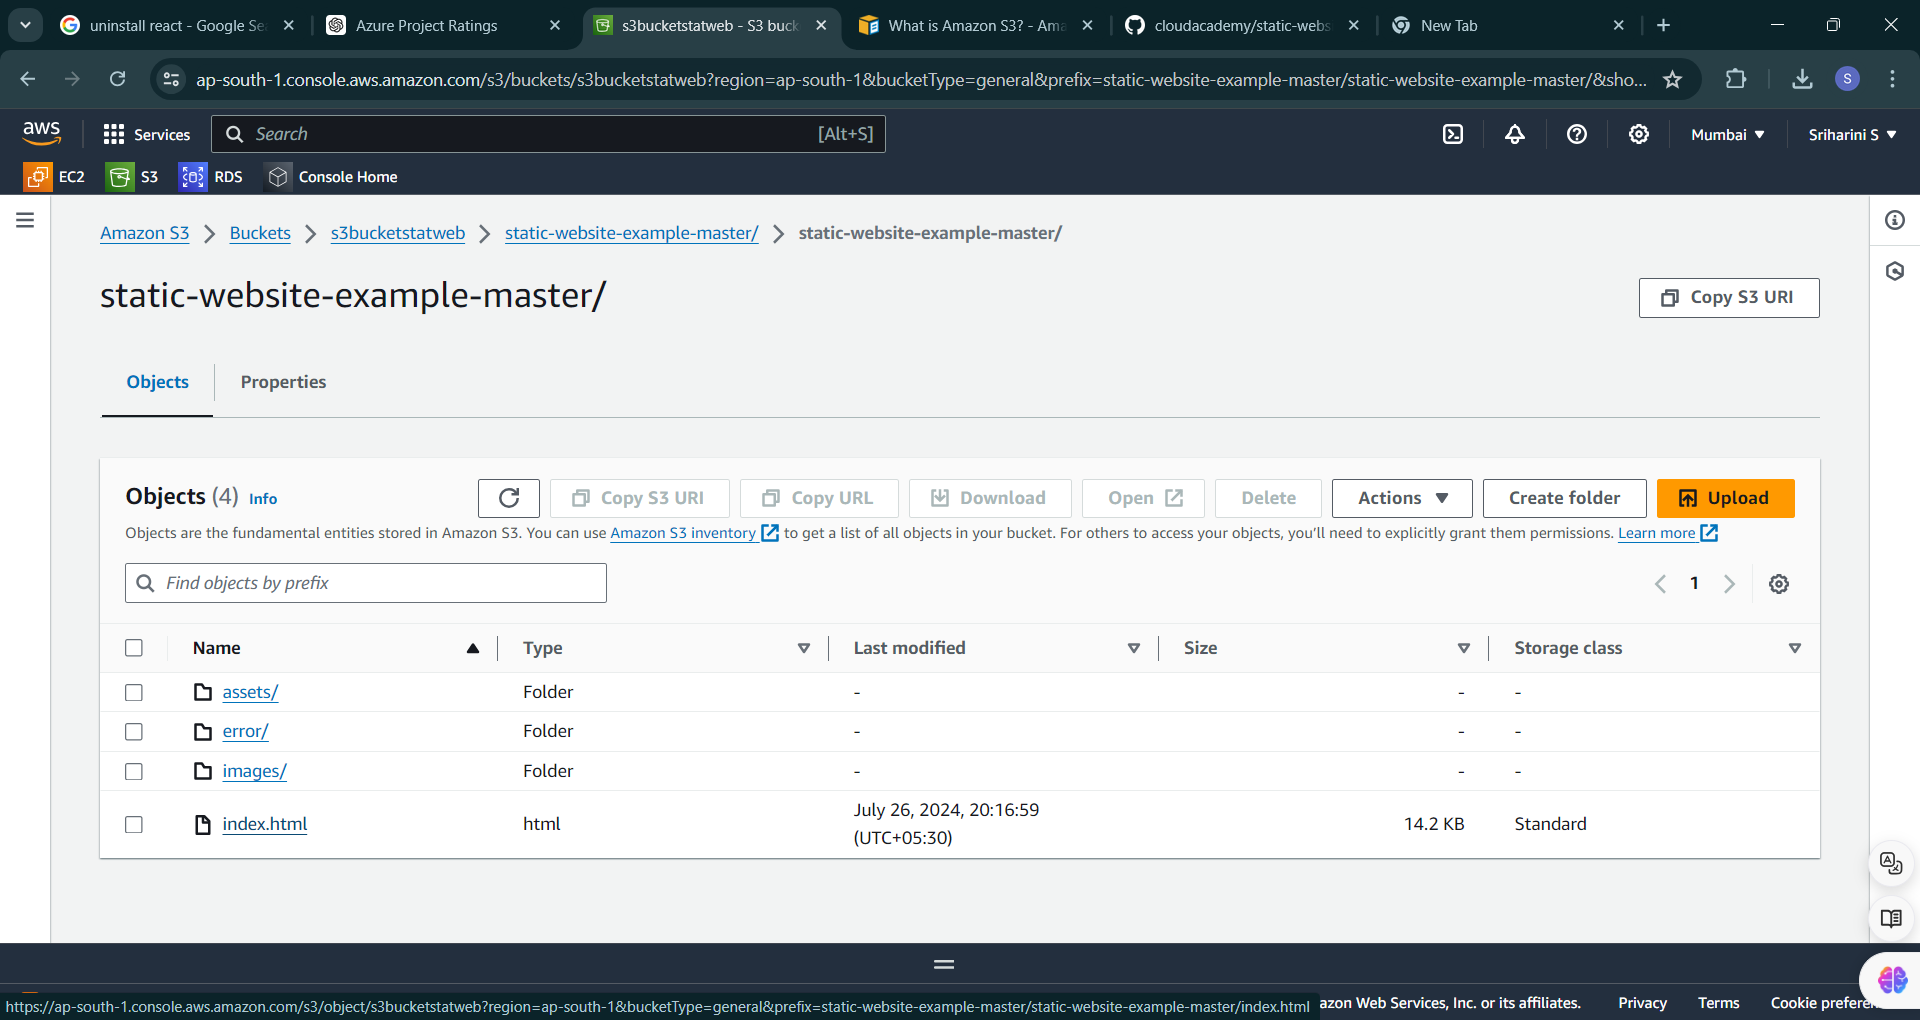 uninstall react - Google Se
Azure Project Ratings
s3bucketstatweb - S3 buck
What is Amazon S3? - Ama
cloudacademy/static-webs
New Tab
ap-south-1.console.aws.amazon.com/s3/buckets/s3bucketstatweb?region=ap-south-1&bucketType=general&prefix=static-website-example-master/static-website-example-master/&sho...
S
aws
Services
Search
[Alt+S]
Mumbai
Sriharini S
EC2
S3
RDS
Console Home
Amazon S3
Buckets
s3bucketstatweb
static-website-example-master/
static-website-example-master/
static-website-example-master/
Copy S3 URI
Objects
Properties
Objects (4) Info
Copy S3 URI
Copy URL
Download
Open
Delete
Actions
Create folder
Upload
Objects are the fundamental entities stored in Amazon S3. You can use Amazon S3 inventory to get a list of all objects in your bucket. For others to access your objects, you'll need to explicitly grant them permissions. Learn more
Find objects by prefix
1
Name Type Last modified Size Storage class
assets/ Folder - - -
error/ Folder - - -
images/ Folder - - -
index.html html July 26, 2024, 20:16:59 (UTC+05:30) 14.2 KB Standard
https://ap-south-1.console.aws.amazon.com/s3/object/s3bucketstatweb?region=ap-south-1&bucketType=general&prefix=static-website-example-master/static-website-example-master/index.html
azon Web Services, Inc. or its affiliates.
Privacy
Terms
Cookie prefere